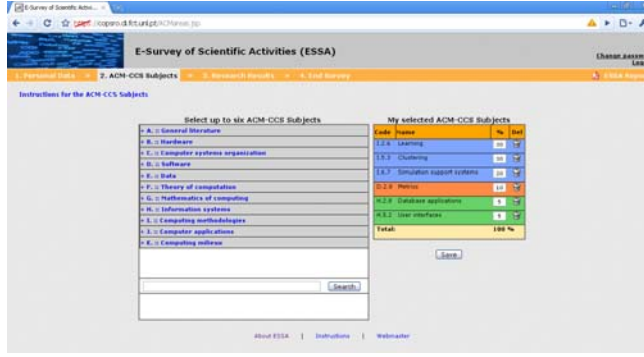 E-Survey of Scientific Activities (ESSA)
1. Personal Data » 2. ACM-CCS Subjects » 3. Research Results » 4. End Survey
Instructions for the ACM-CCS Subjects
Select up to six ACM-CCS Subjects
A. :: General literature
B. :: Hardware
C. :: Computer systems organization
D. :: Software
E. :: Data
F. :: Theory of computation
G. :: Mathematics of computing
H. :: Information systems
I. :: Computing methodologies
J. :: Computer applications
K. :: Computing milieux
Search
My selected ACM-CCS Subjects
Code Name % Del
I.2.6 Learning 30
I.5.3 Clustering 30
I.6.7 Simulation support systems 20
D.2.8 Metrics 10
H.2.8 Database applications 5
H.5.2 User interfaces 5
Total: 100 %
Save
About ESSA | Instructions | Webmaster